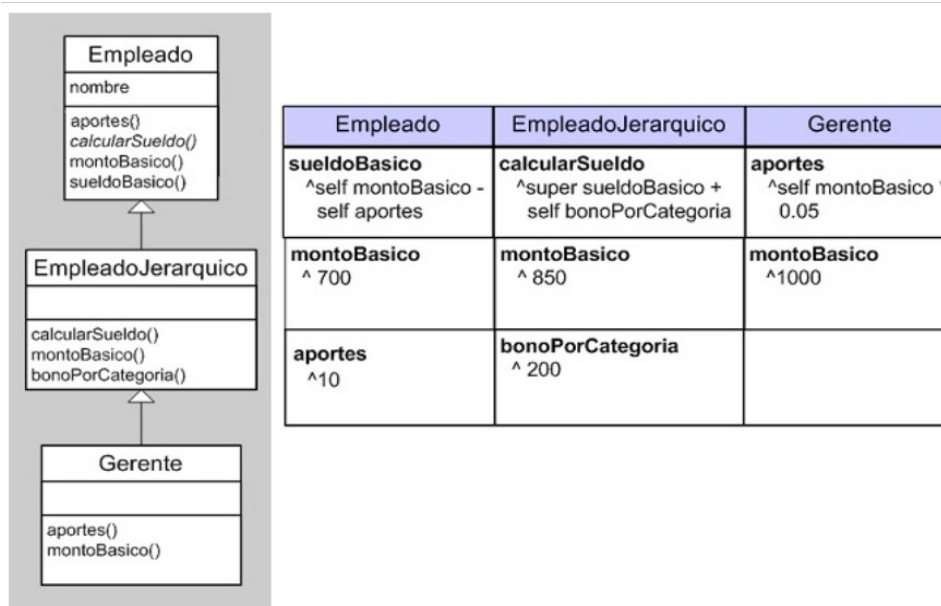 Empleado
nombre
aportes()
calcularSueldo()
montoBasico()
sueldoBasico()
EmpleadoJerarquico
calcularSueldo()
montoBasico()
bonoPorCategoria()
Gerente
aportes()
montoBasico()
Empleado EmpleadoJerarquico Gerente
sueldoBasico calcularSueldo aportes
^self montoBasico - ^super sueldoBasico + ^self montoBasico
self aportes self bonoPorCategoria 0.05
montoBasico montoBasico montoBasico
^ 700 ^ 850 ^1000
aportes bonoPorCategoria
^10 ^ 200